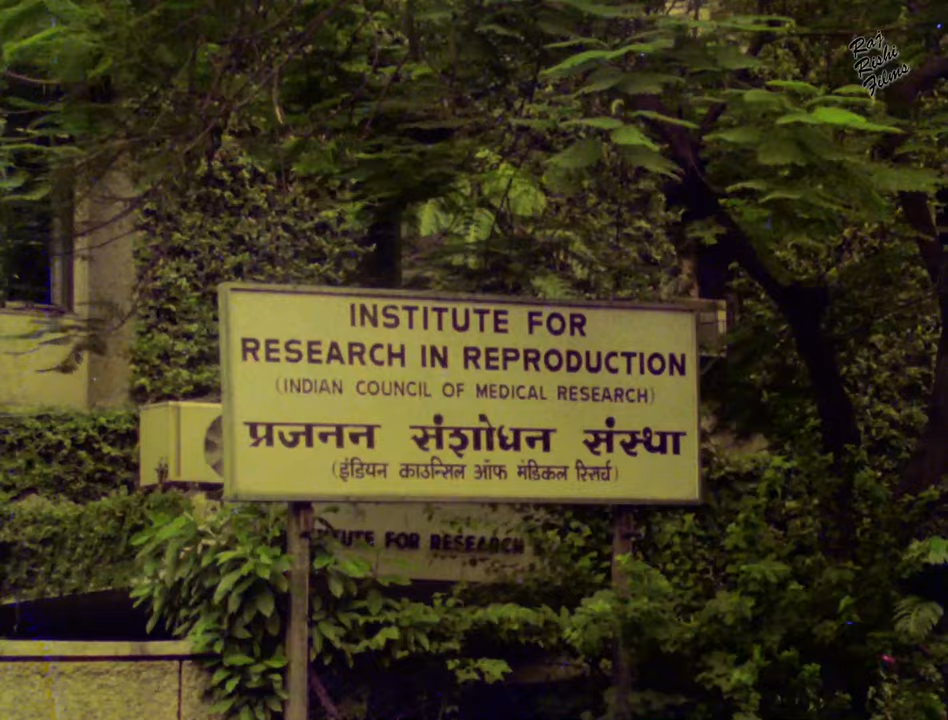 Raj
Rishi
Films
INSTITUTE FOR
RESEARCH IN REPRODUCTION
(INDIAN COUNCIL OF MEDICAL RESEARCH)
प्रजनन संशोधन संस्था
(इंडियन काउन्सिल ऑफ मेडिकल रिसर्च)
TUTE FOR RESEARCH